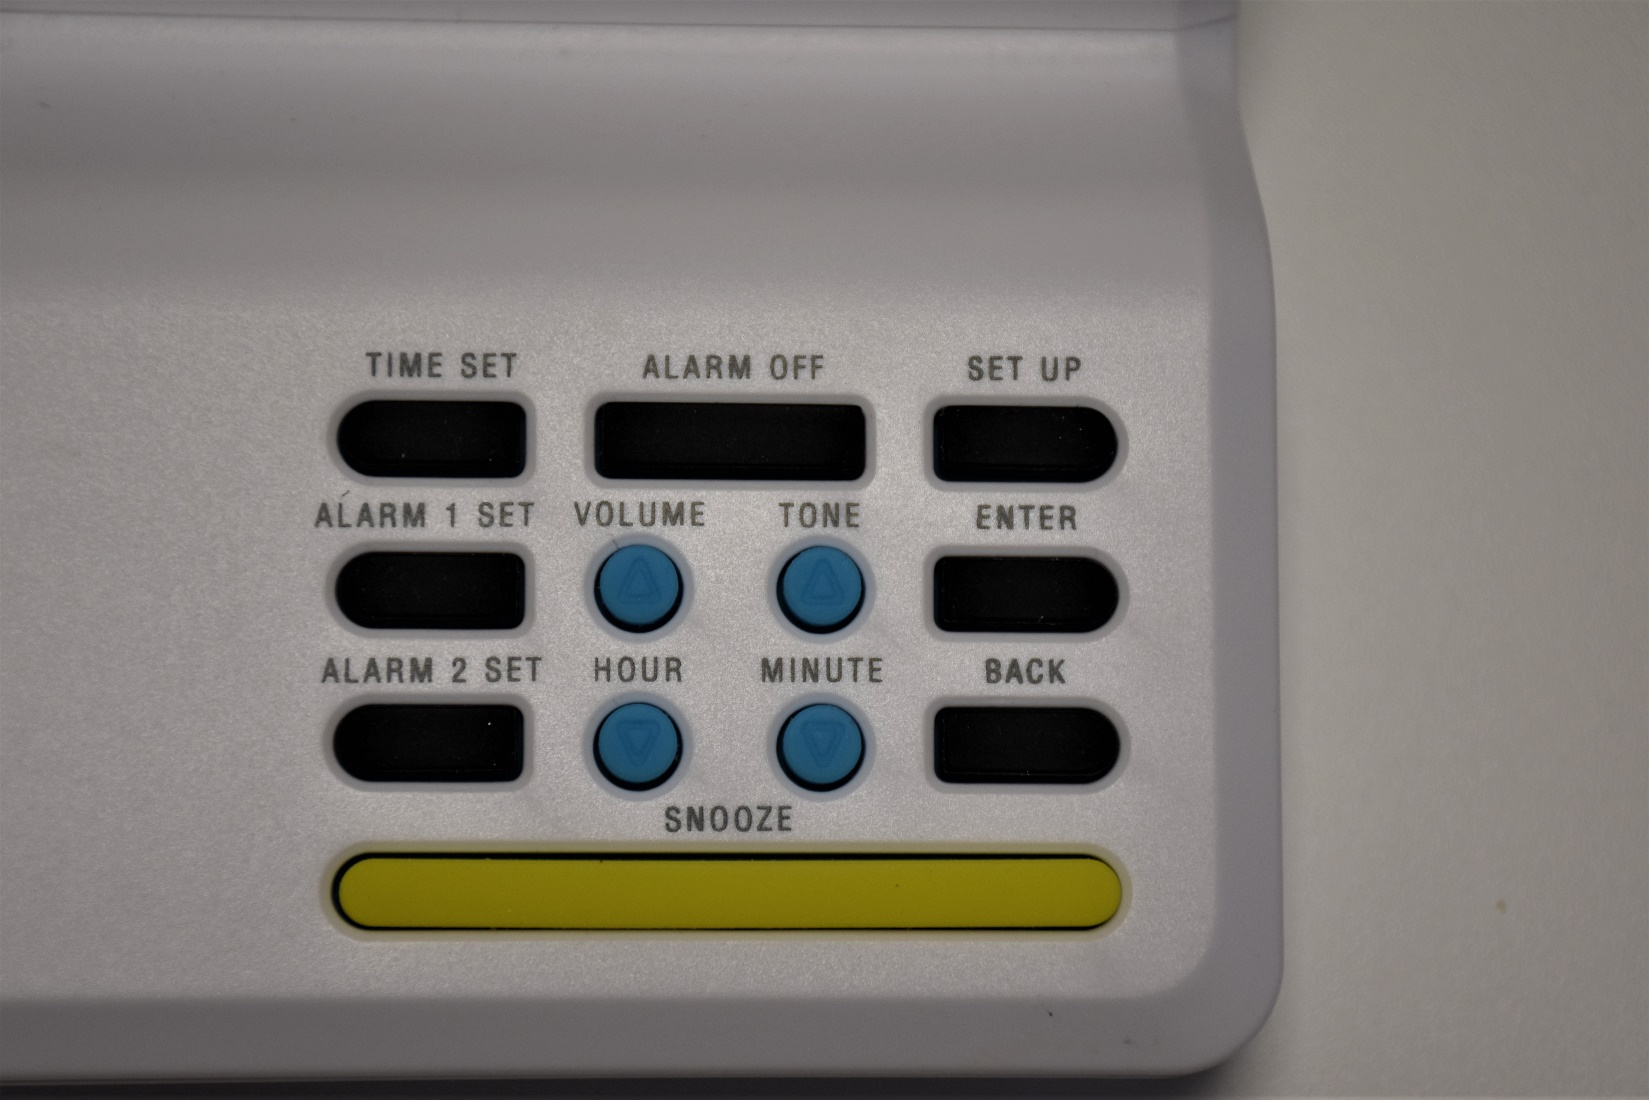 TIME SET ALARM OFF SET UP
ALARM 1 SET VOLUME TONE ENTER
ALARM 2 SET HOUR MINUTE BACK
SNOOZE